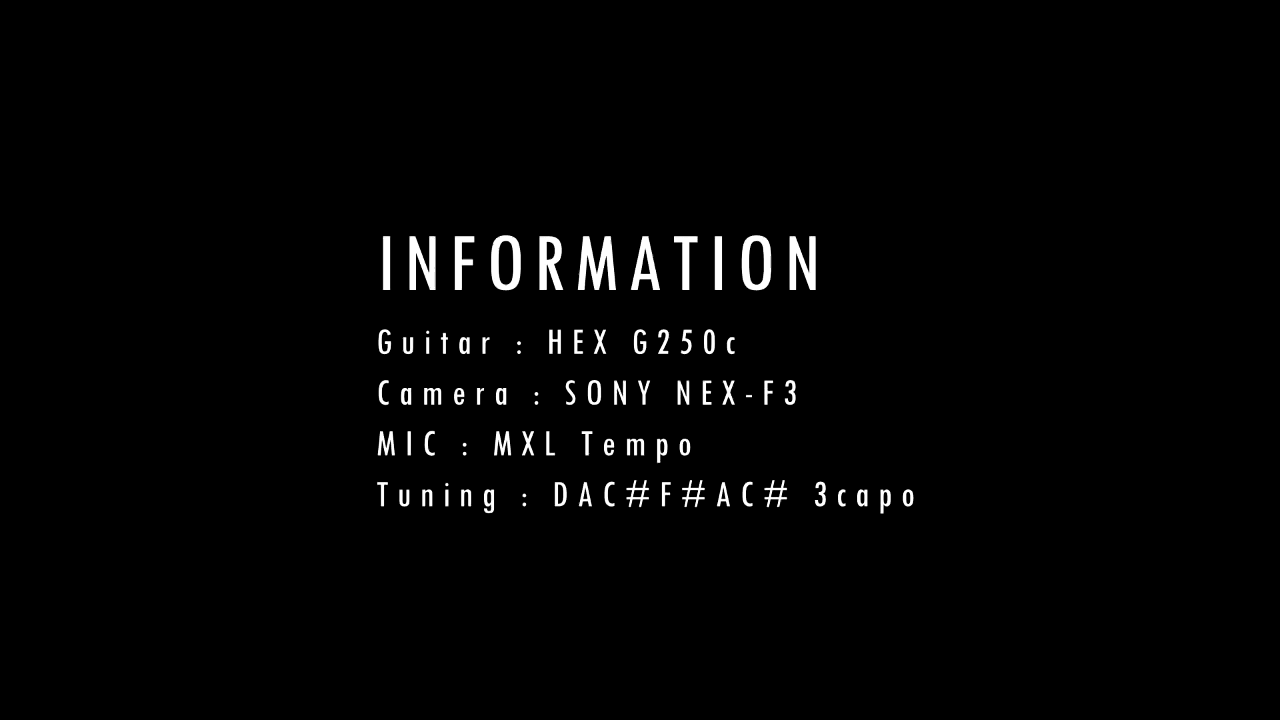 INFORMATION
Guitar : HEX G250c
Camera : SONY NEX-F3
MIC : MXL Tempo
Tuning : DAC#F#AC# 3capo